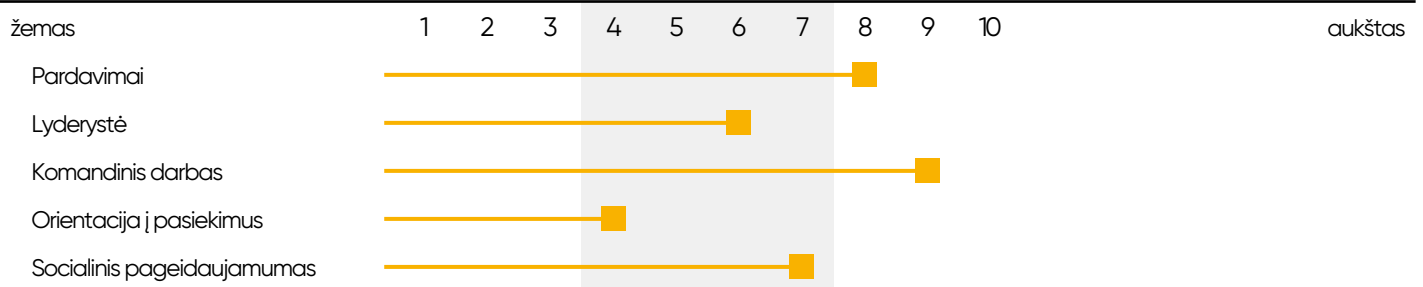 žemas 1 2 3 4 5 6 7 8 9 10 aukštas
Pardavimai
Lyderystė
Komandinis darbas
Orientacija į pasiekimus
Socialinis pageidaujamumas